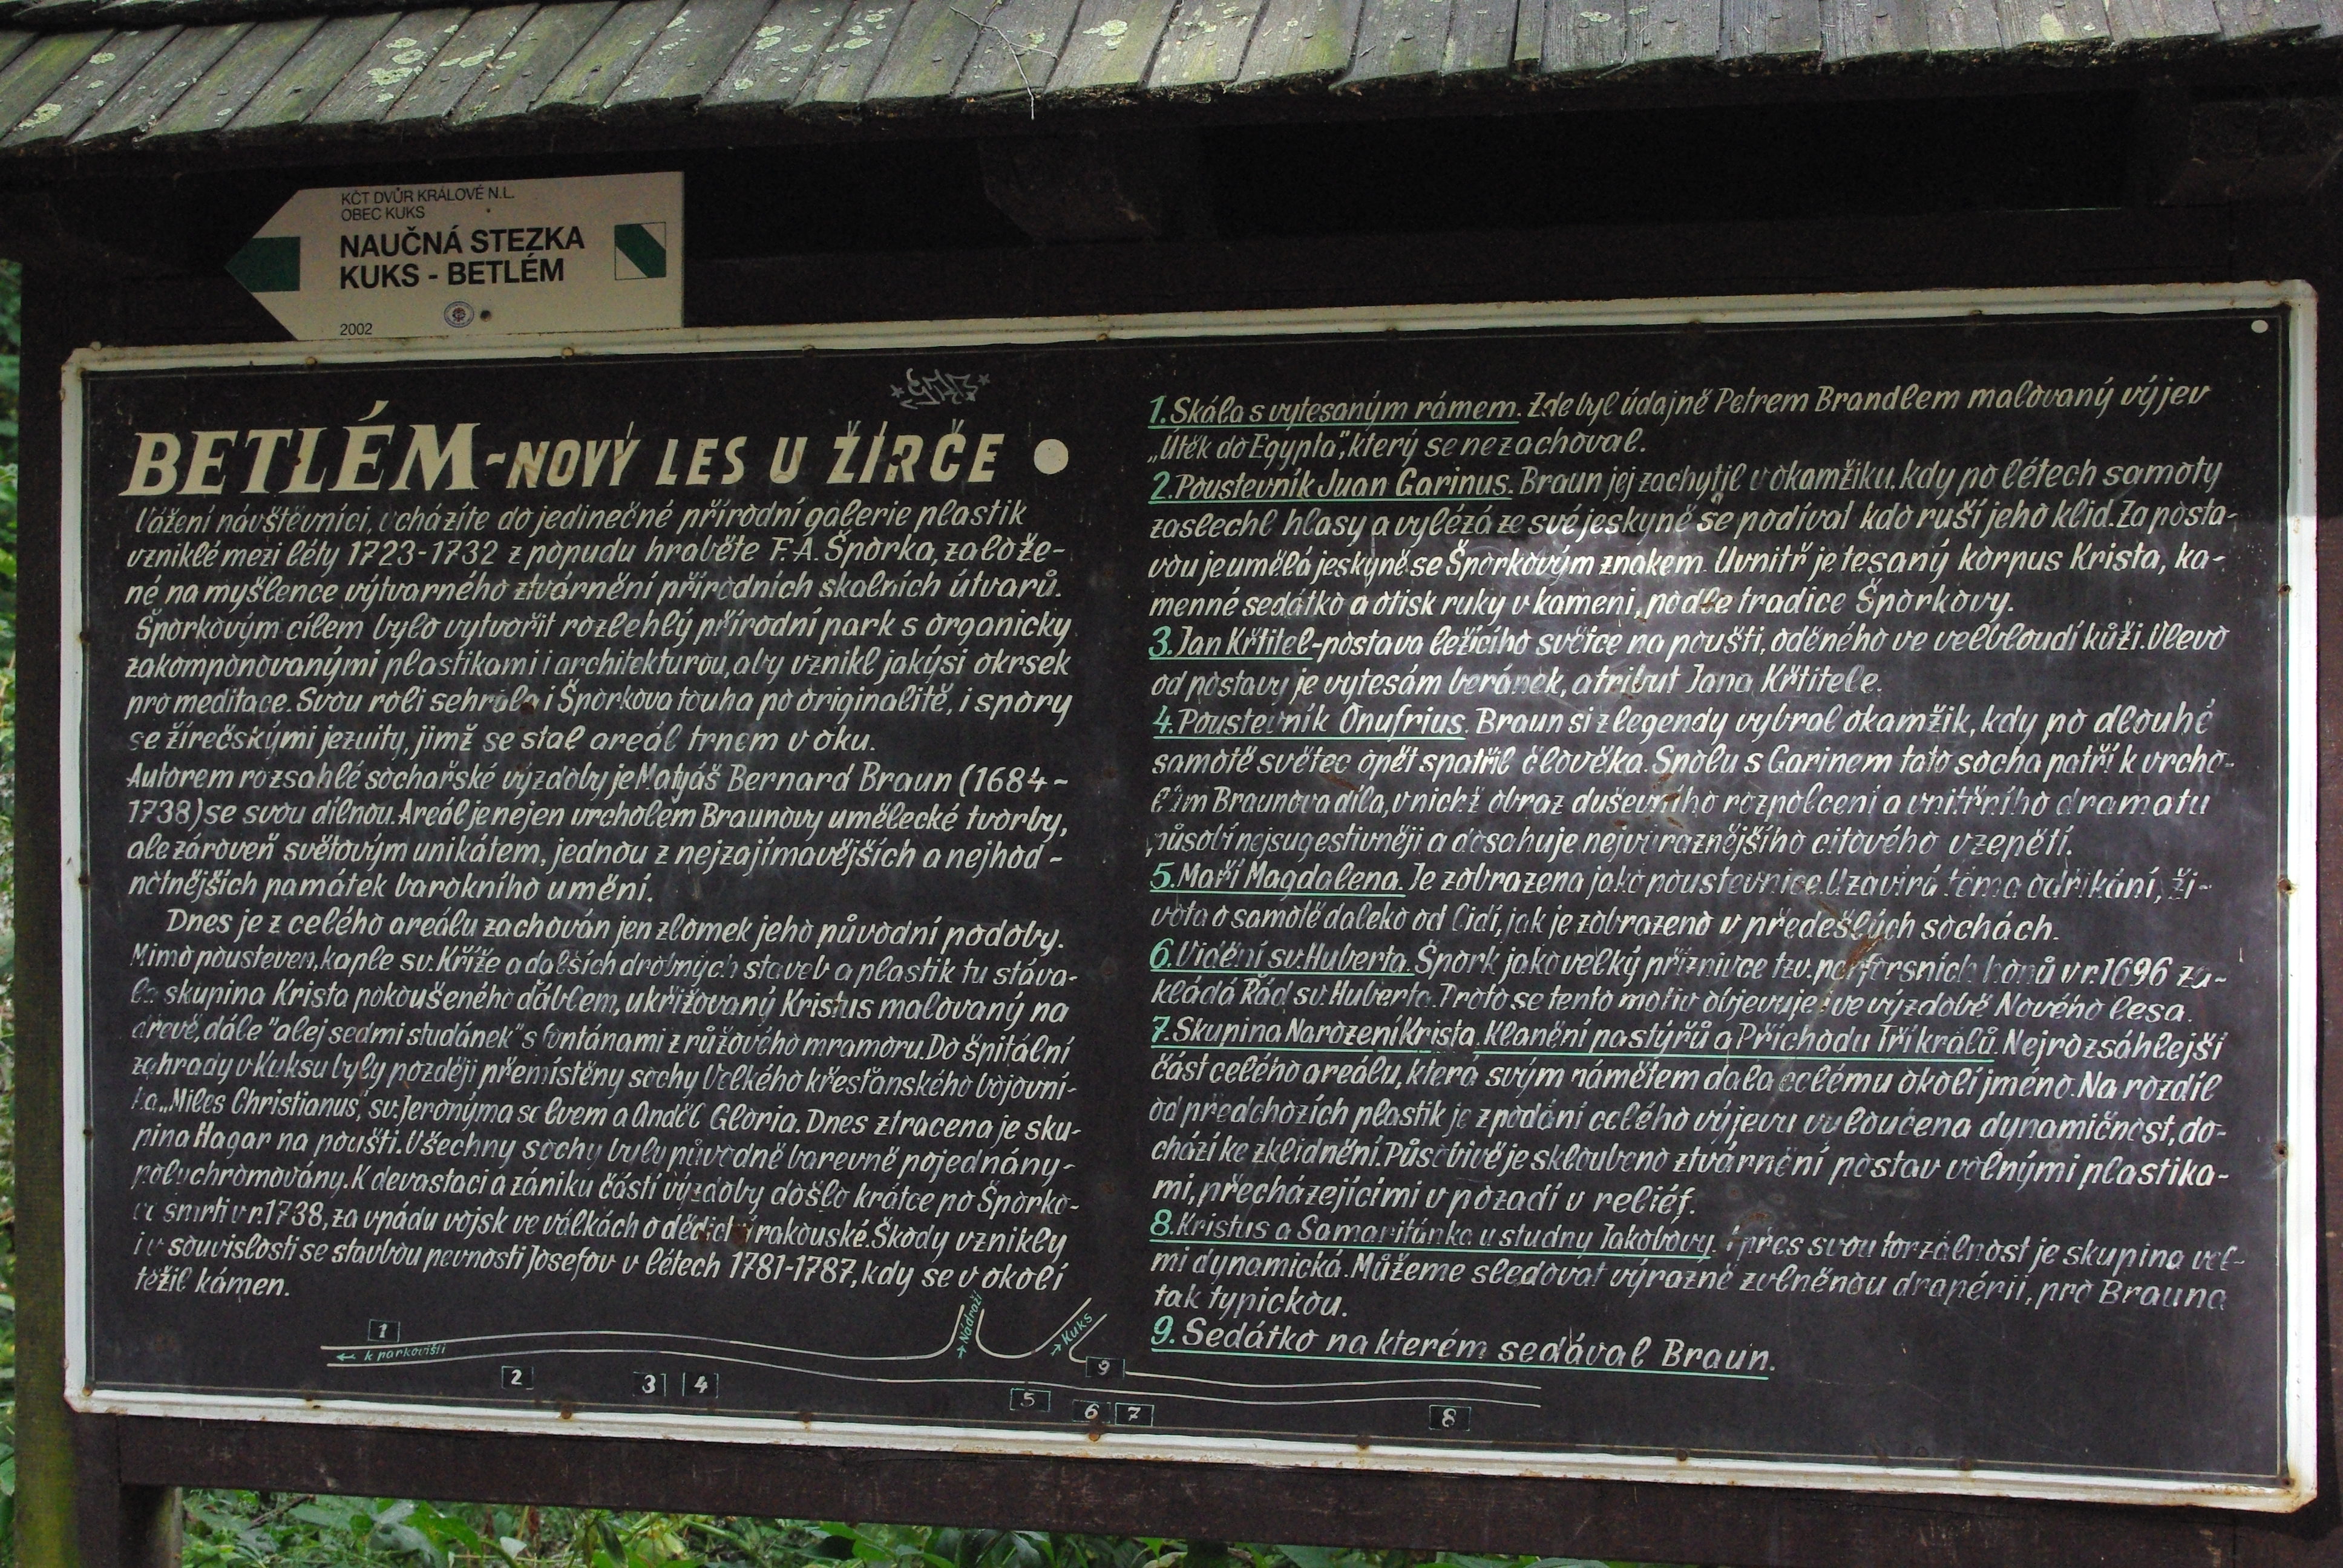 KČT DVŮR KRÁLOVÉ N.L.
OBEC KUKS
NAUČNÁ STEZKA
KUKS - BETLÉM
2002
BETLÉM - NOVÝ LES U ŽÍRČE
Vážení návštěvníci, vcházíte do jedinečné přírodní galerie plastik
vzniklé mezi léty 1723-1732 z popudu hraběte F.A. Šporka, založe-
né na myšlence výtvarného ztvárnění přírodních skalních útvarů.
Šporkovým cílem bylo vytvořit rozlehlý přírodní park s organicky
zakomponovanými plastikami i architekturou, aby vznikl jakýsi okrsek
pro meditace. Svou roli sehrála i Šporkova touha po originalitě, i spory
se žírečskými jezuity, jimž se stal areál trnem v oku.
Autorem rozsahlé sochařské výzdoby je Matyáš Bernard Braun (1684-
1738) se svou dílnou. Areál je nejen vrcholem Braunovy umělecké tvorby,
ale zároveň světovým unikátem, jednou z nejzajímavějších a nejhod-
notnějších památek barokního umění.
Dnes je z celého areálu zachován jen zlomek jeho původní podoby.
Mimo pousteven, kaple sv. Kříže a dalších drobných staveb a plastik tu stáva-
la skupina Krista pokoušeného ďáblem, ukřižovaný Kristus malovaný na
dřevě, dále "alej sedmi studánek" s fontánami z růžového mramoru. Do špitální
zahrady v Kuksu byly později přemístěny sochy Velkého křesťanského bojovní-
ka „Miles Christianus", sv. Jeronýma se lvem a Anděl Gloria. Dnes ztracena je sku-
pina Hagar na poušti. Všechny sochy byly původně barevně pojednány-
polychromovány. K devastaci a zániku částí výzdoby došlo krátce po Šporko-
vě smrti v r. 1738, za vpádu vojsk ve válkách o dědictví rakouské. Škody vznikly
i v souvislosti se stavbou pevnosti Josefov v létech 1781-1787, kdy se v okolí
těžil kámen.
1
← k parkovišti
2
3
4
Nádraží
Kuks
9
5
6
7
8
1. Skála s vytesaným rámem. Zde byl údajně Petrem Brandlem malovaný výjev
„Útěk do Egypta", který se nezachoval.
2. Poustevník Juan Garinus. Braun jej zachytil v okamžiku, kdy po létech samoty
zaslechl hlasy a vylézá ze své jeskyně se podívat kdo ruší jeho klid. Za posta-
vou je umělá jeskyně se Šporkovým znakem. Uvnitř je tesaný korpus Krista, ka-
menné sedátko a otisk ruky v kameni, podle tradice Šporkovy.
3. Jan Křtitel - postava ležícího světce na poušti, oděného ve velbloudí kůži. Vlevo
od postavy je vytesám beránek, atribut Jana Křtitele.
4. Poustevník Onufrius. Braun si z legendy vybral okamžik, kdy po dlouhé
samotě světec opět spatřil člověka. Spolu s Garinem tato socha patří k vrcho-
lům Braunova díla, v nichž obraz duševního rozpolcení a vnitřního dramatu
působí nejsugestivněji a dosahuje nejvýraznějšího citového vzepětí.
5. Maří Magdalena. Je zobrazena jako poustevnice. Uzavírá téma odříkání, ži-
vota o samotě daleko od lidí, jak je zobrazeno v předešlých sochách.
6. Vidění sv. Huberta. Špork jako velký příznivce tzv. parforsních honů v r. 1696 za-
kládá Řád sv. Huberta. Proto se tento motiv objevuje i ve výzdobě Nového lesa.
7. Skupina Narození Krista, Klanění pastýřů a Příchodu Tří králů. Nejrozsáhlejší
část celého areálu, která svým námětem dala celému okolí jméno. Na rozdíl
od předchozích plastik je z podání celého výjevu vyloučena dynamičnost, do-
chází ke zklidnění. Působivě je skloubeno ztvárnění postav volnými plastika-
mi, přecházejícími v pozadí v reliéf.
8. Kristus a Samaritánka u studny Jakobovy. I přes svou torzálnost je skupina vel-
mi dynamická. Můžeme sledovat výrazně zvlněnou drapérii, pro Brauna
tak typickou.
9. Sedátko na kterém sedával Braun.